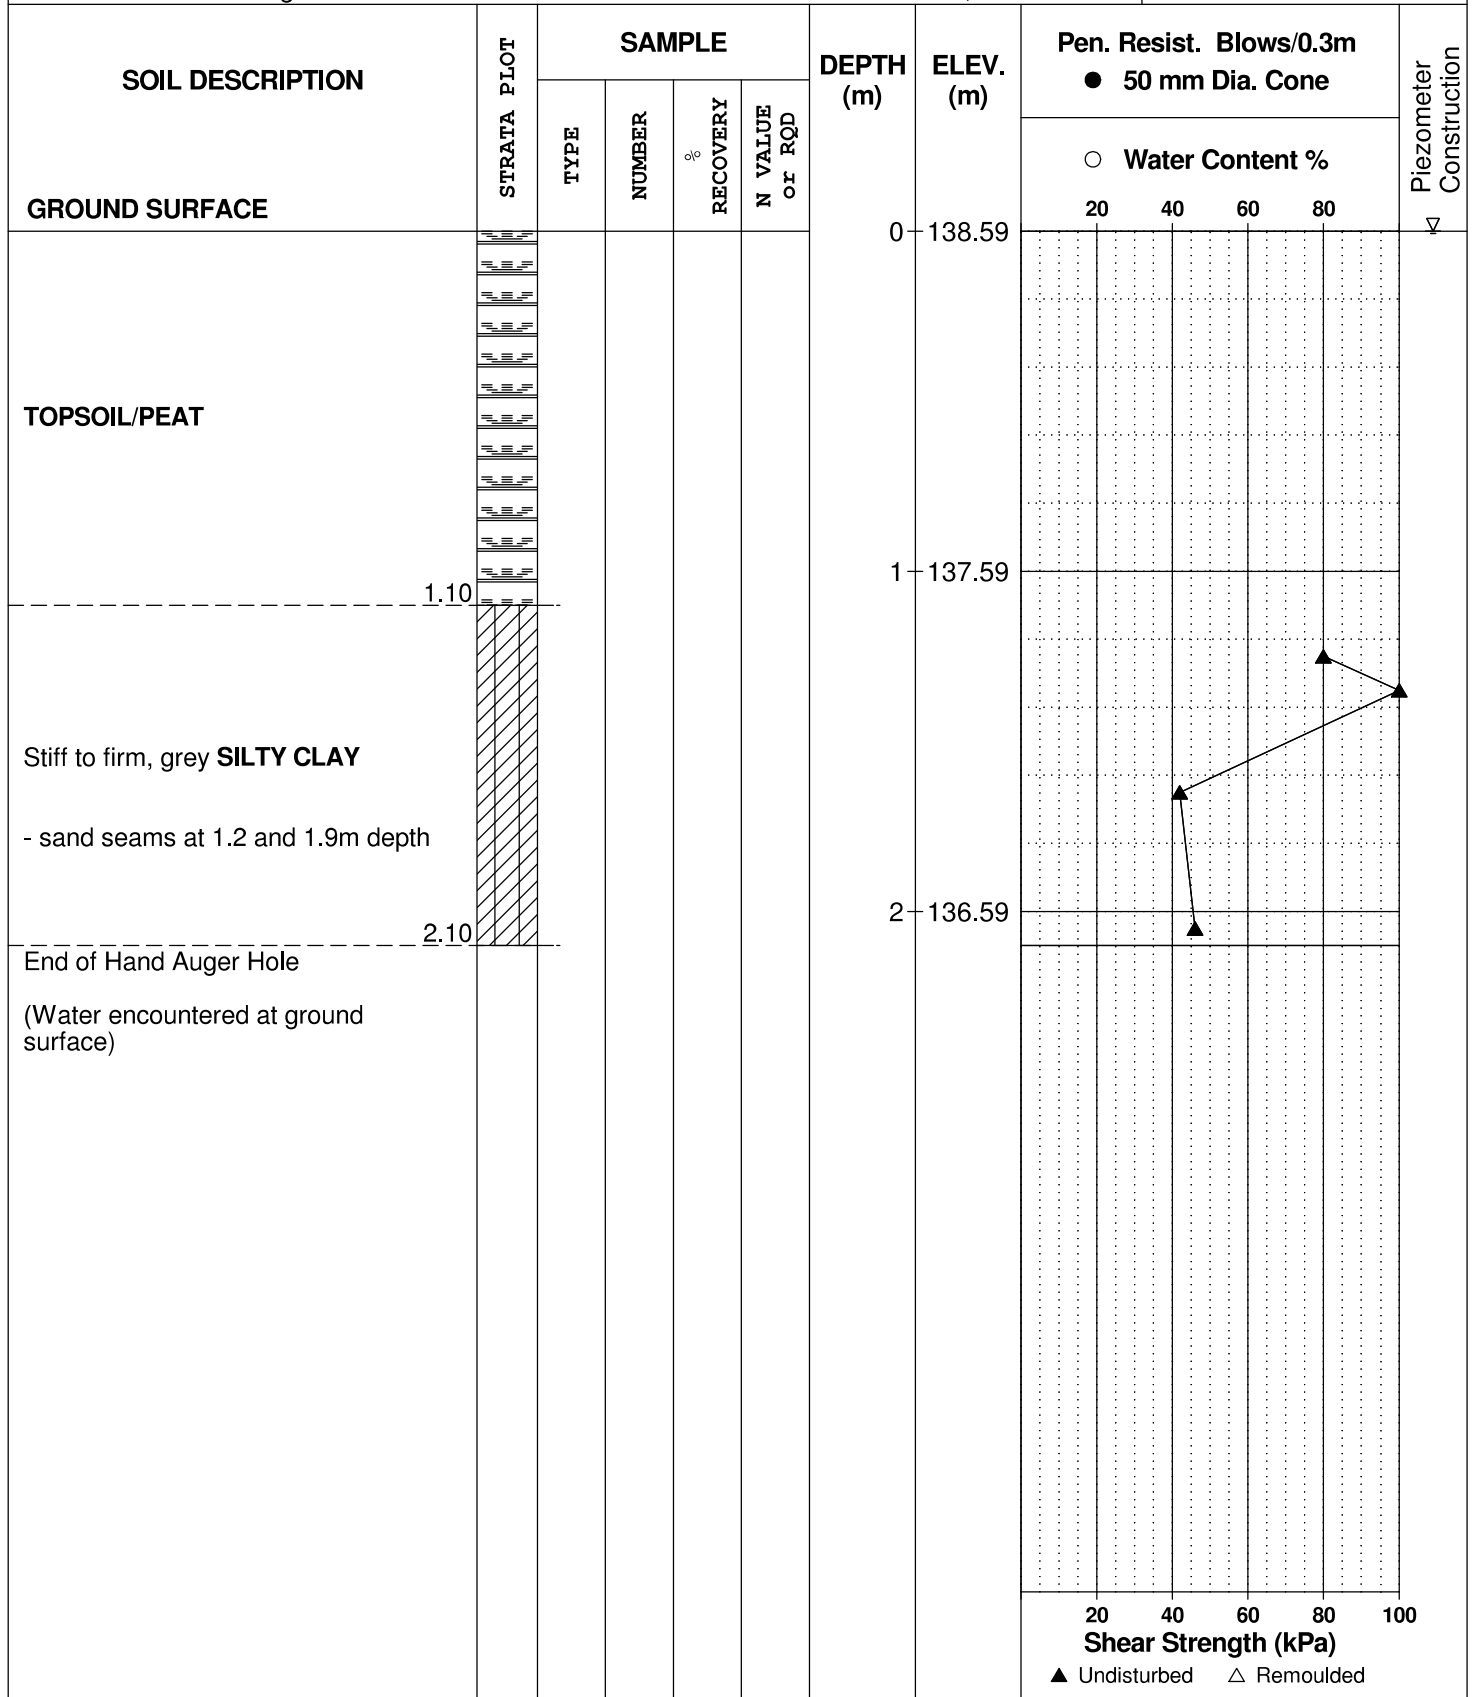 SOIL DESCRIPTION
GROUND SURFACE
STRATA PLOT
SAMPLE
TYPE
NUMBER
%
RECOVERY
N VALUE
or RQD
DEPTH
(m)
ELEV.
(m)
Pen. Resist. Blows/0.3m
● 50 mm Dia. Cone
○ Water Content %
20 40 60 80
Piezometer
Construction
0 138.59
TOPSOIL/PEAT
1 137.59
1.10
Stiff to firm, grey SILTY CLAY
- sand seams at 1.2 and 1.9m depth
2 136.59
2.10
End of Hand Auger Hole
(Water encountered at ground
surface)
20 40 60 80 100
Shear Strength (kPa)
▲ Undisturbed △ Remoulded